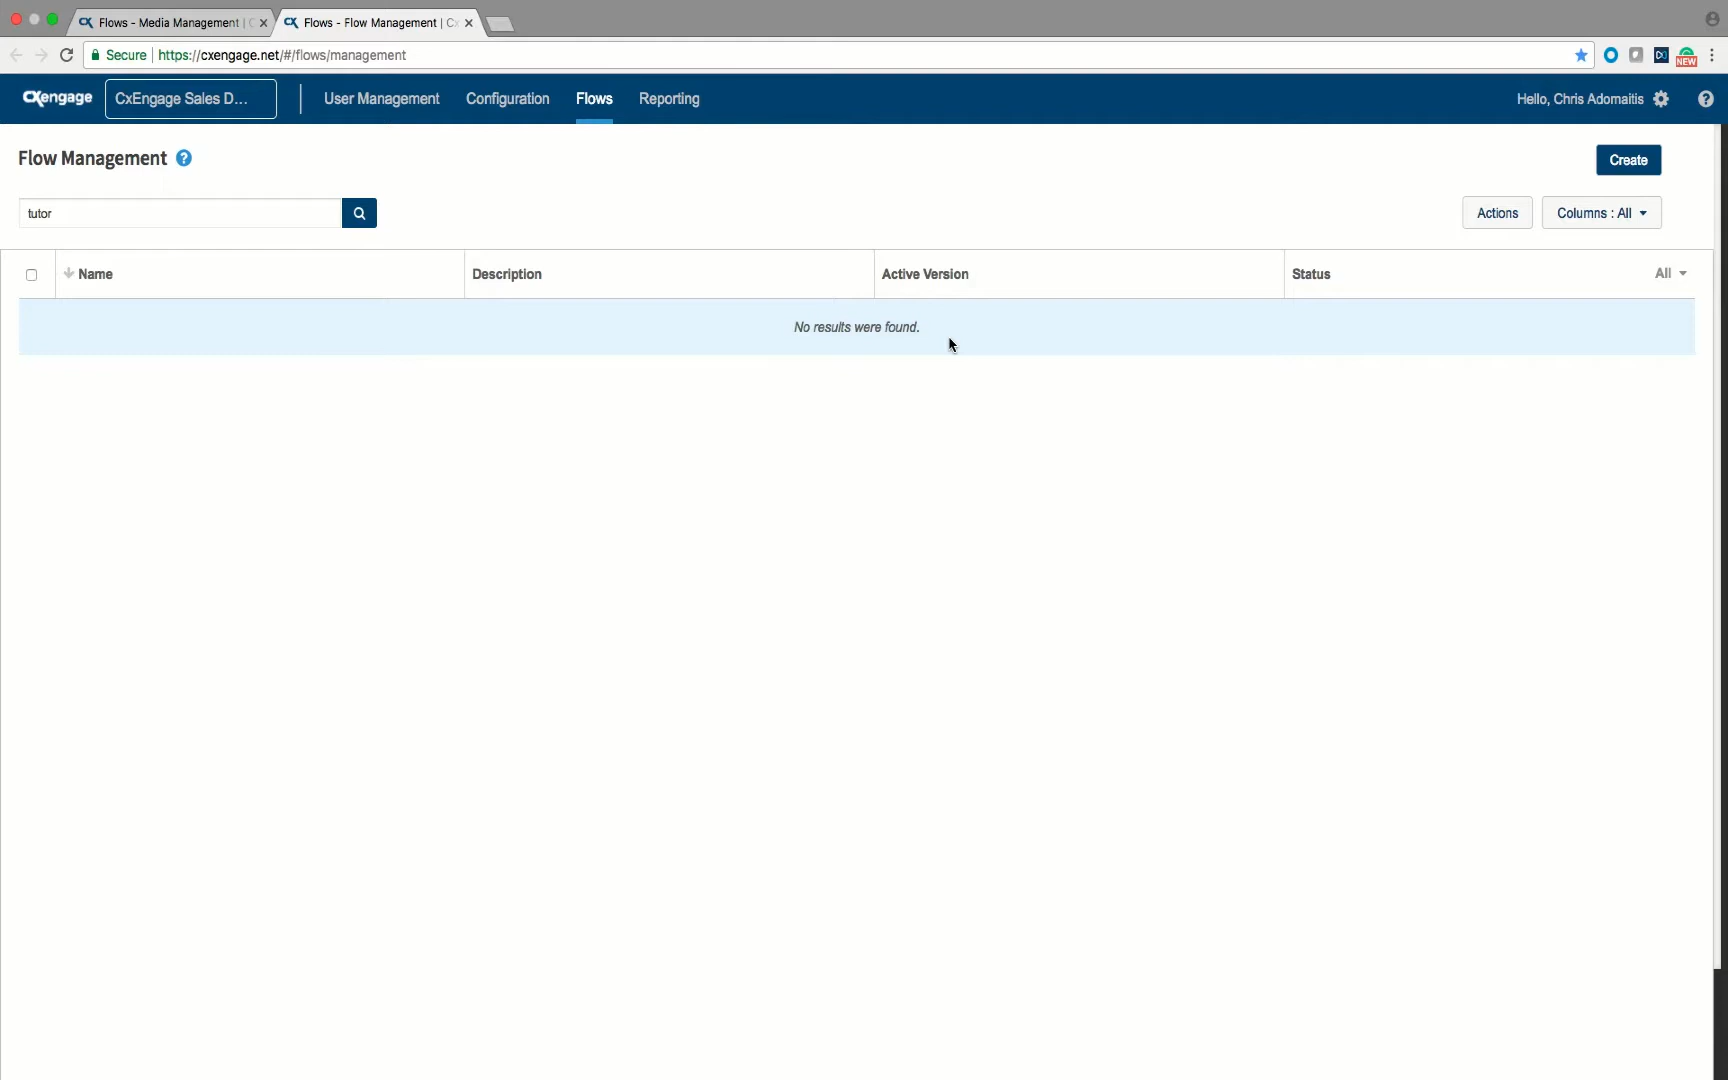 Flows - Media Management | C
Flows - Flow Management | Cx
Secure https://cxengage.net/#/flows/management
NEW
CXengage CxEngage Sales D... User Management Configuration Flows Reporting Hello, Chris Adomaitis ?
Flow Management ?
Create
tutor
Actions Columns : All
Name Description Active Version Status All
No results were found.